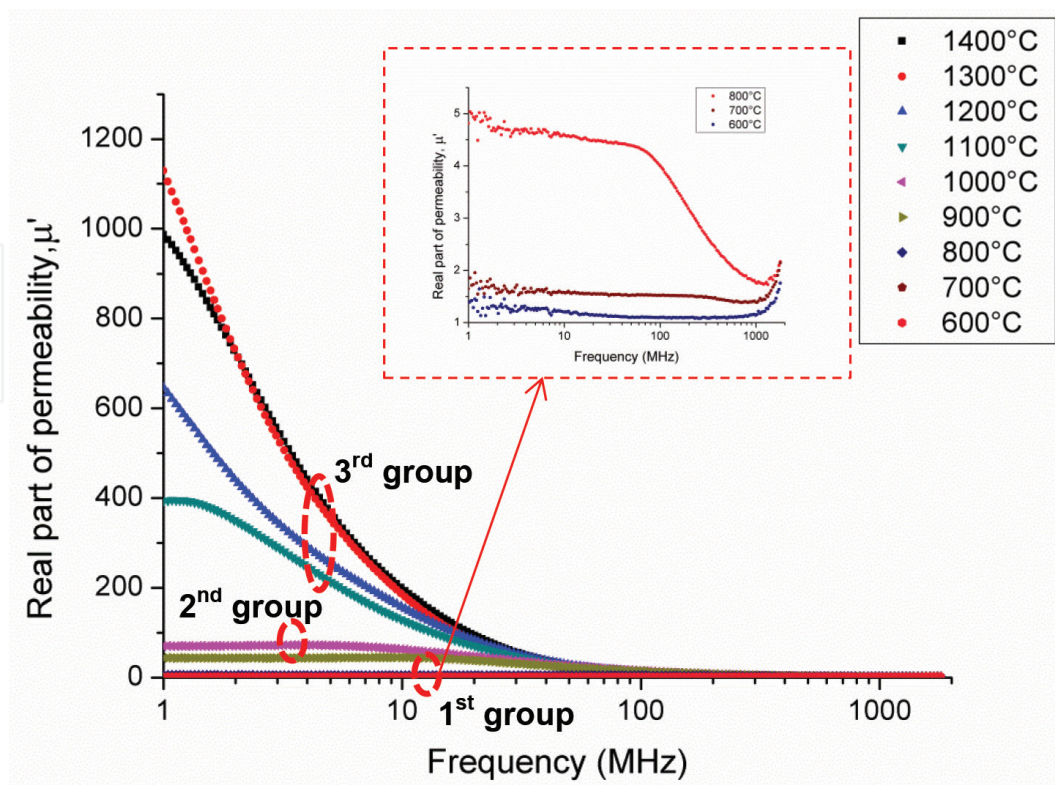 1400°C
1300°C
1200°C
1100°C
1000°C
900°C
800°C
700°C
600°C
Real part of permeability,µ'
1200
1000
800
600
400
200
0
1
10
100
1000
Frequency (MHz)
3rd group
2nd group
1st group
Real part of permeability, µ'
5
4
3
2
1
1
10
100
1000
Frequency (MHz)
800°C
700°C
600°C